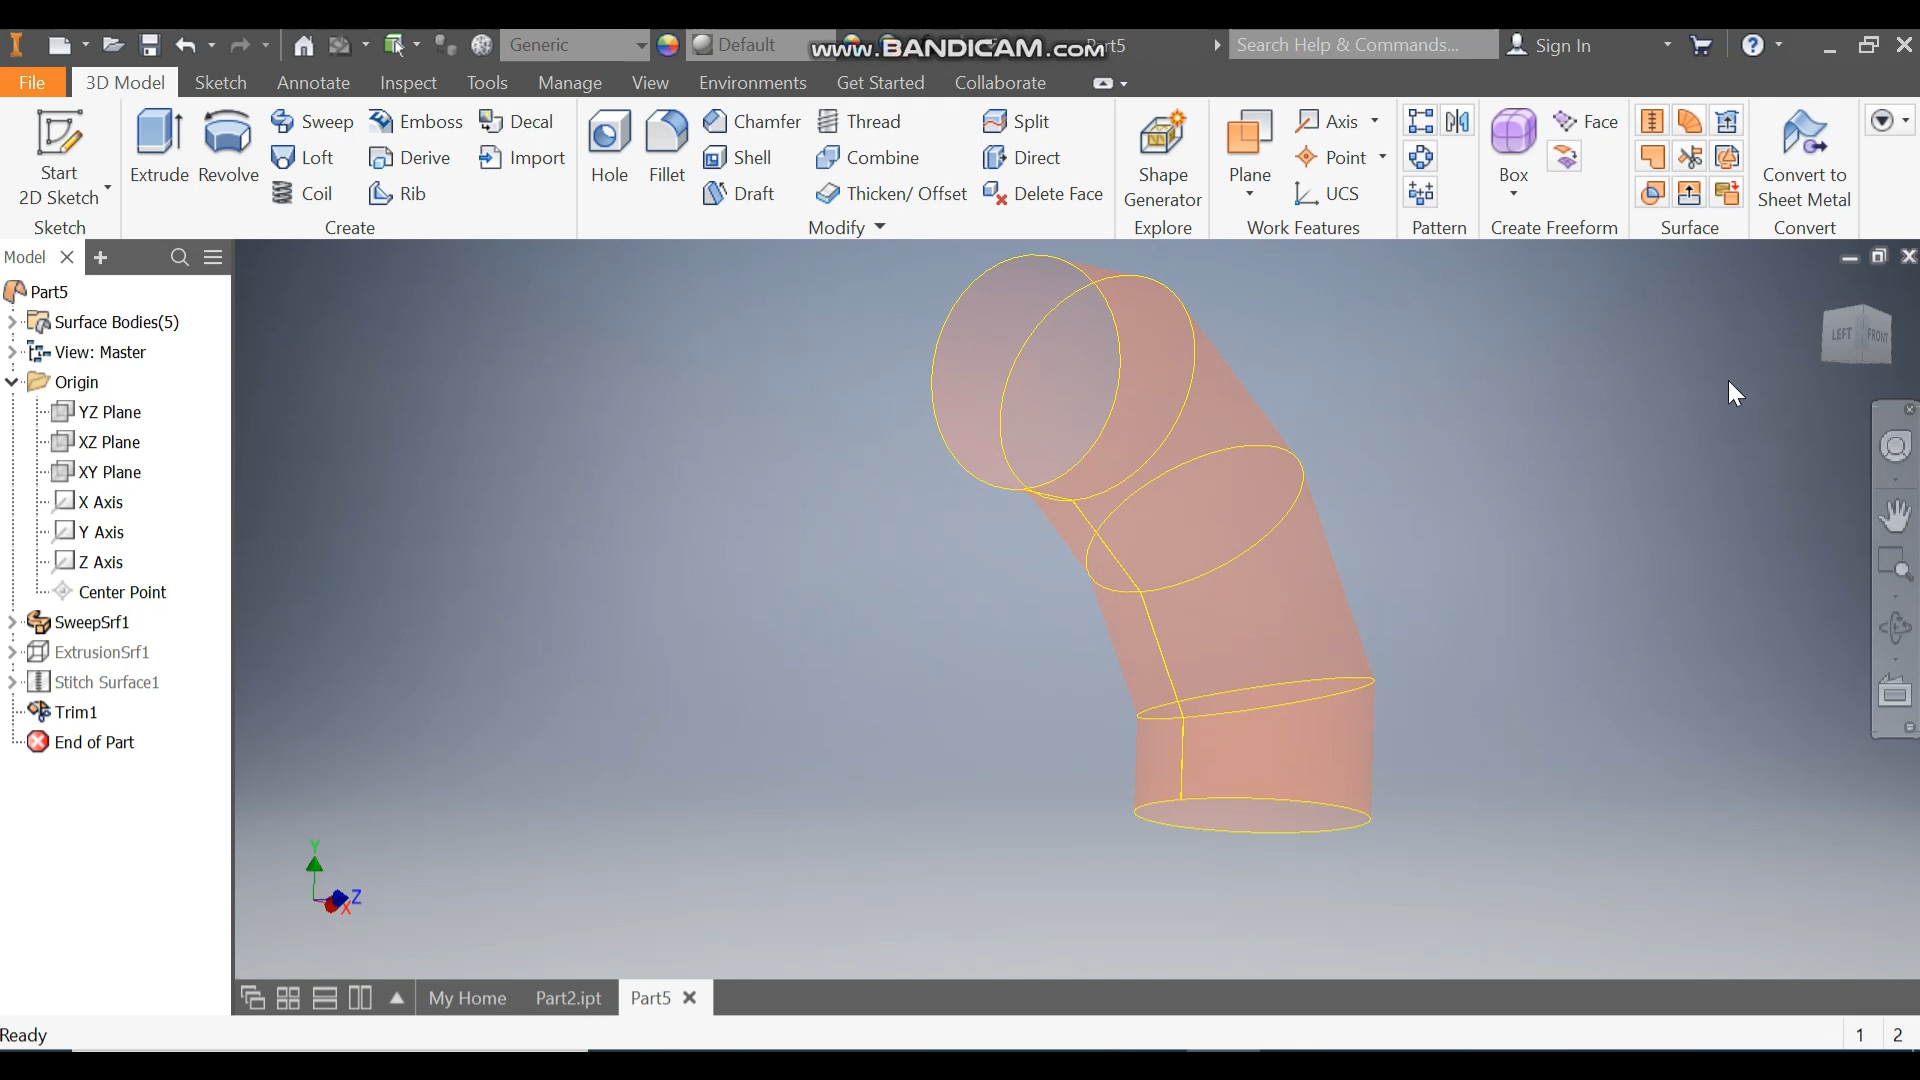 Generic
Default
www.BANDICAM.com
Part5
Search Help & Commands...
Sign In
File
3D Model
Sketch
Annotate
Inspect
Tools
Manage
View
Environments
Get Started
Collaborate
Start
2D Sketch
Sketch
Extrude
Revolve
Sweep
Loft
Coil
Emboss
Derive
Rib
Decal
Import
Create
Hole
Fillet
Chamfer
Shell
Draft
Thread
Combine
Thicken/ Offset
Split
Direct
Delete Face
Modify
Shape
Generator
Explore
Plane
Axis
Point
UCS
Work Features
Pattern
Box
Face
Create Freeform
Surface
Convert to
Sheet Metal
Convert
Model
Part5
Surface Bodies(5)
View: Master
Origin
YZ Plane
XZ Plane
XY Plane
X Axis
Y Axis
Z Axis
Center Point
SweepSrf1
ExtrusionSrf1
Stitch Surface1
Trim1
End of Part
LEFT
FRONT
Y
Z
X
My Home
Part2.ipt
Part5
Ready
1
2